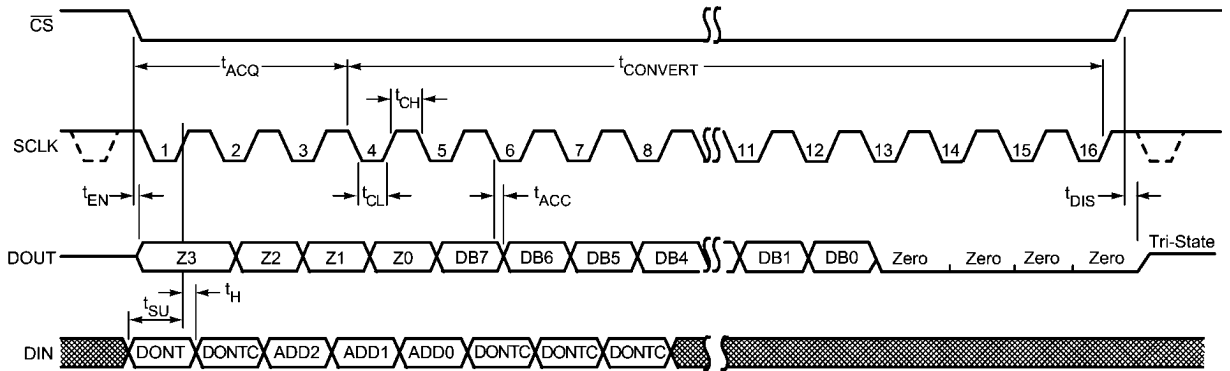 CS
tACQ
tCONVERT
tCH
SCLK
1 2 3 4 5 6 7 8 11 12 13 14 15 16
tEN
tCL
tACC
tDIS
DOUT
Z3 Z2 Z1 Z0 DB7 DB6 DB5 DB4 DB1 DB0 Zero Zero Zero Zero
Tri-State
tSU
tH
DIN
DONT DONTC ADD2 ADD1 ADD0 DONTC DONTC DONTC